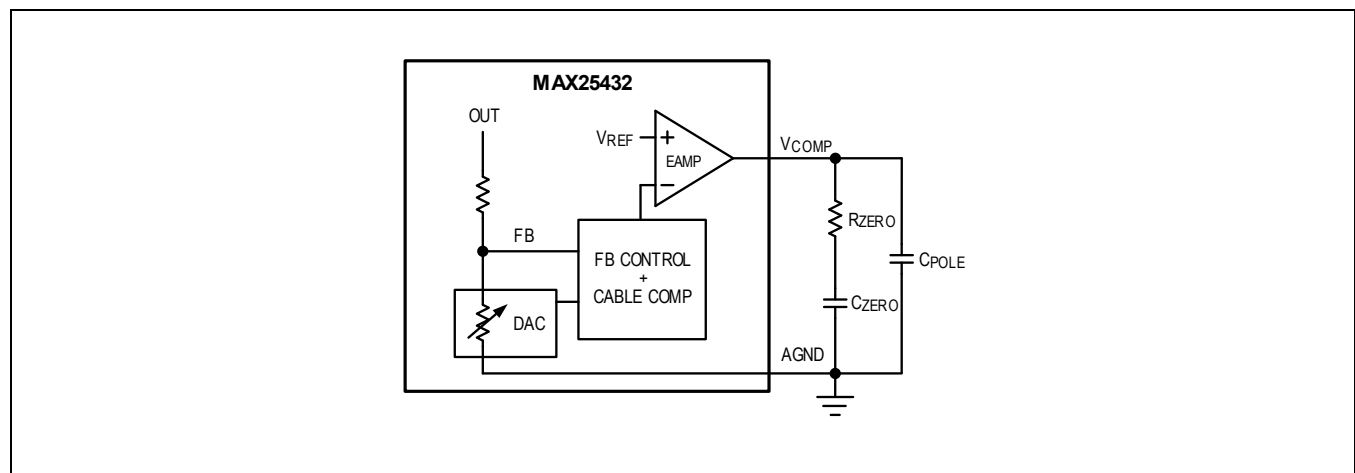 MAX25432
OUT
VREF
+
EAMP
−
VCOMP
RZERO
FB
FB CONTROL
+
CABLE COMP
CPOLE
CZERO
DAC
AGND